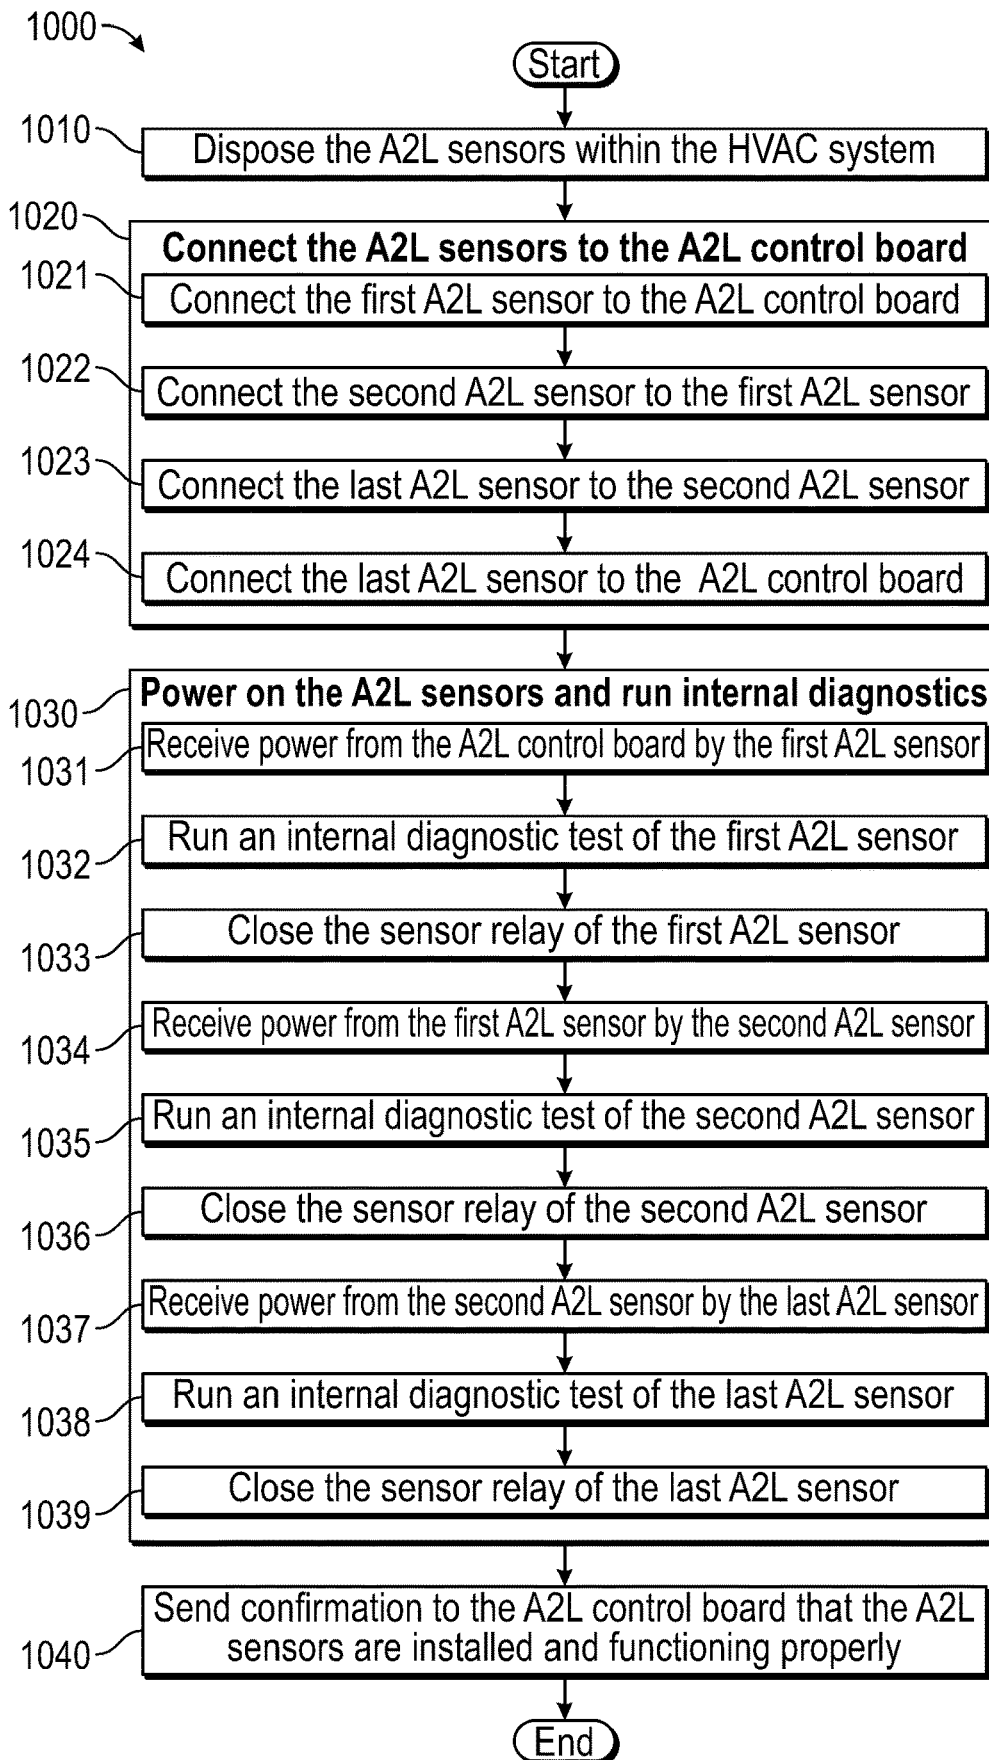 1000
Start
1010
Dispose the A2L sensors within the HVAC system
1020
Connect the A2L sensors to the A2L control board
1021
Connect the first A2L sensor to the A2L control board
1022
Connect the second A2L sensor to the first A2L sensor
1023
Connect the last A2L sensor to the second A2L sensor
1024
Connect the last A2L sensor to the A2L control board
1030
Power on the A2L sensors and run internal diagnostics
1031
Receive power from the A2L control board by the first A2L sensor
1032
Run an internal diagnostic test of the first A2L sensor
1033
Close the sensor relay of the first A2L sensor
1034
Receive power from the first A2L sensor by the second A2L sensor
1035
Run an internal diagnostic test of the second A2L sensor
1036
Close the sensor relay of the second A2L sensor
1037
Receive power from the second A2L sensor by the last A2L sensor
1038
Run an internal diagnostic test of the last A2L sensor
1039
Close the sensor relay of the last A2L sensor
1040
Send confirmation to the A2L control board that the A2L
sensors are installed and functioning properly
End